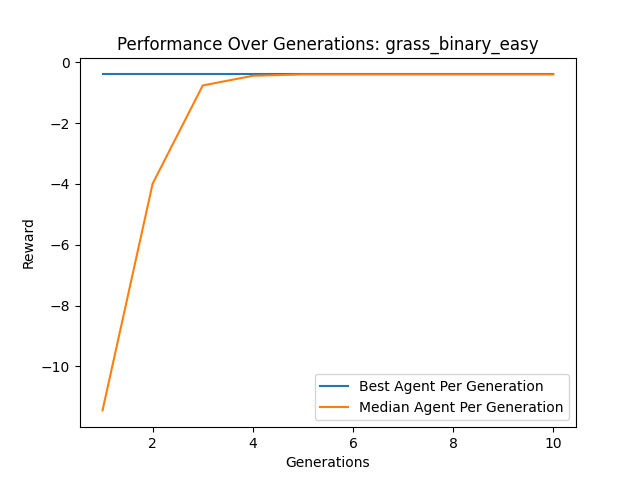 Performance Over Generations: grass_binary_easy
0
−2
−4
−6
−8
−10
Reward
2
4
6
8
10
Generations
Best Agent Per Generation
Median Agent Per Generation